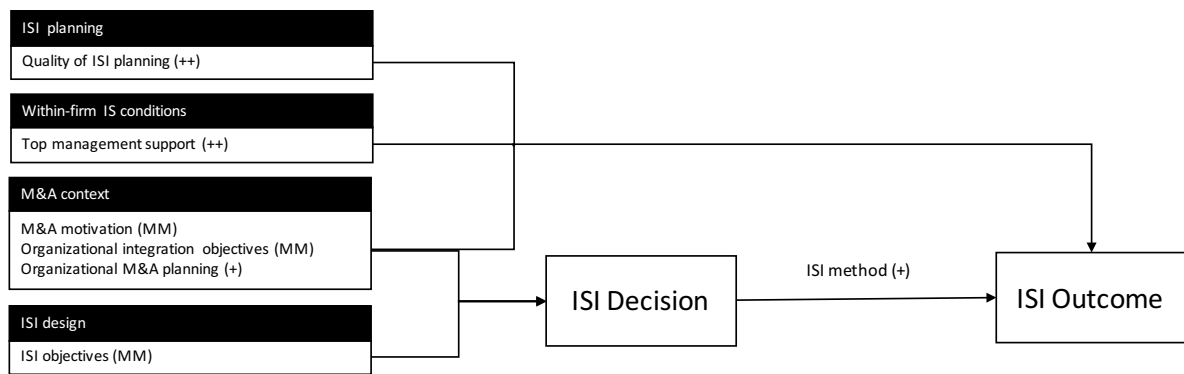 ISI planning
Quality of ISI planning (++)
Within-firm IS conditions
Top management support (++)
M&A context
M&A motivation (MM)
Organizational integration objectives (MM)
Organizational M&A planning (+)
ISI design
ISI objectives (MM)
ISI Decision
ISI method (+)
ISI Outcome